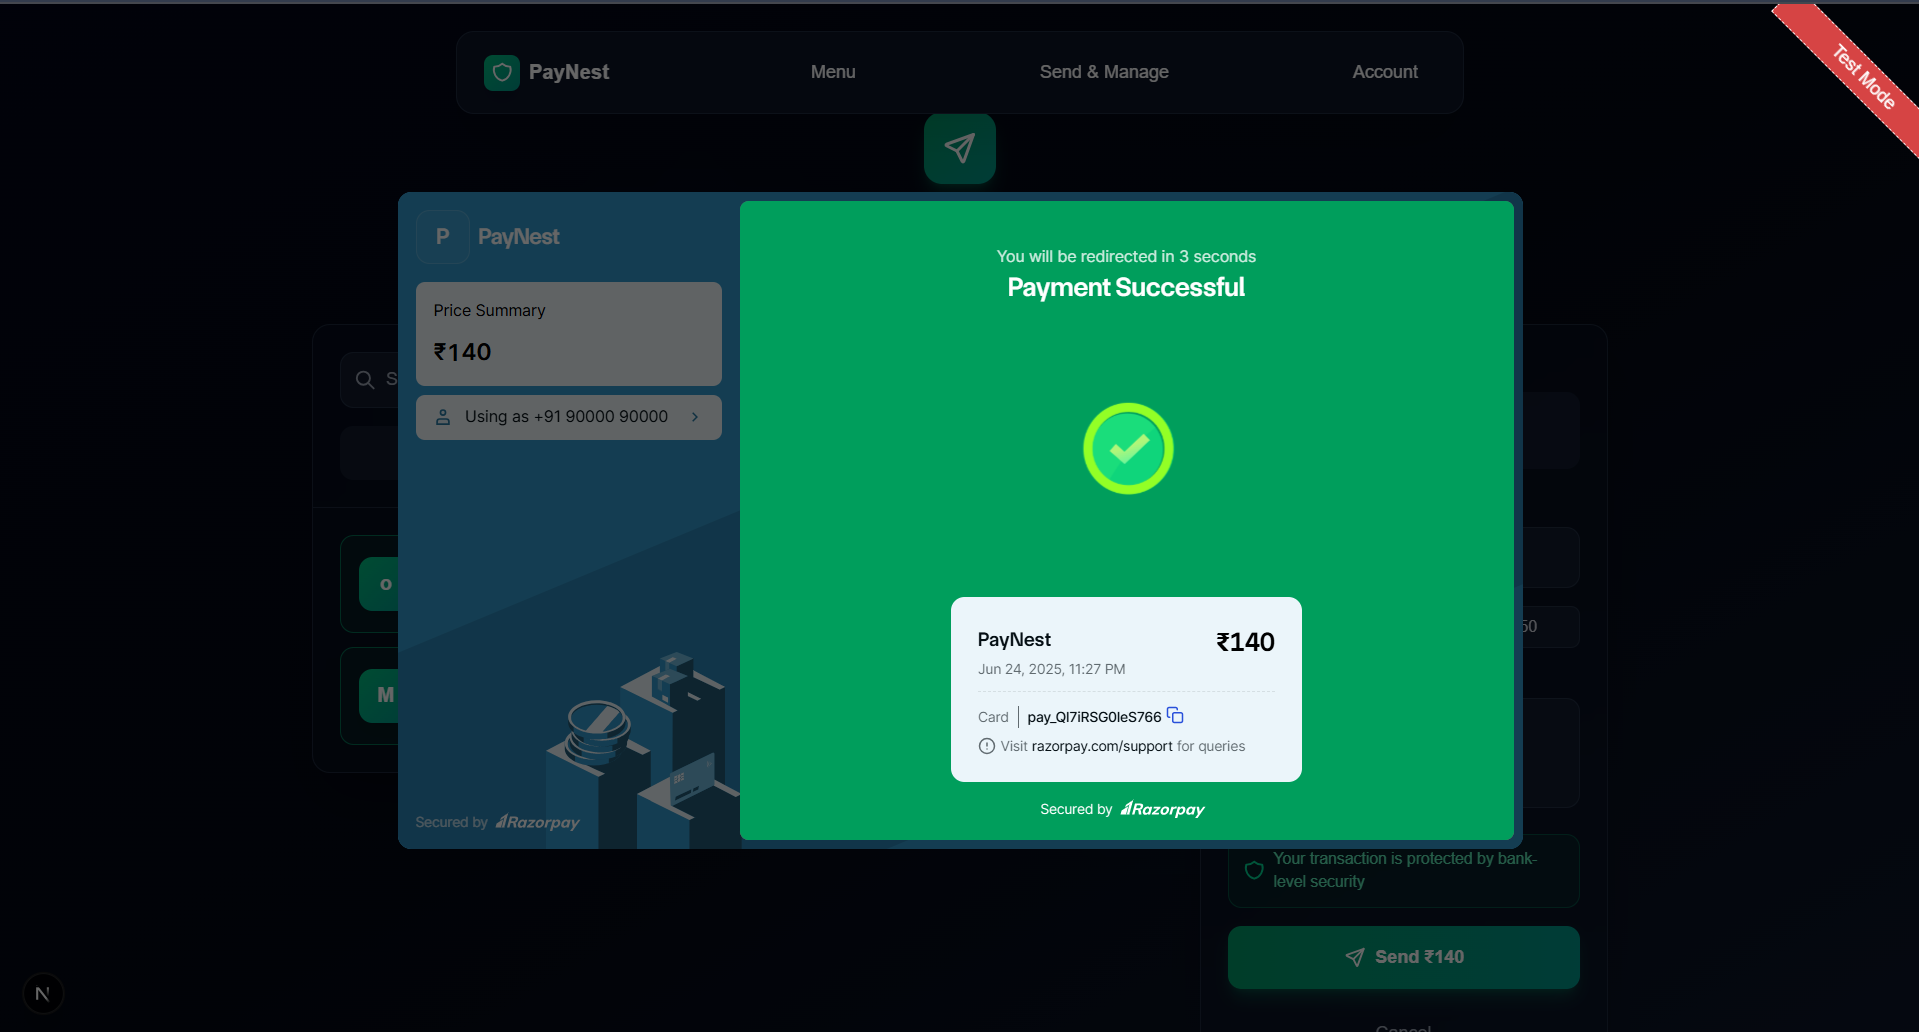 PayNest
Menu
Send & Manage
Account
Test Mode
P
PayNest
Price Summary
₹140
Using as +91 90000 90000
Secured by Razorpay
You will be redirected in 3 seconds
Payment Successful
PayNest
₹140
Jun 24, 2025, 11:27 PM
Card
pay_Ql7iRSG0leS766
Visit razorpay.com/support for queries
Secured by Razorpay
S
o
M
50
Your transaction is protected by bank-
level security
Send ₹140
N